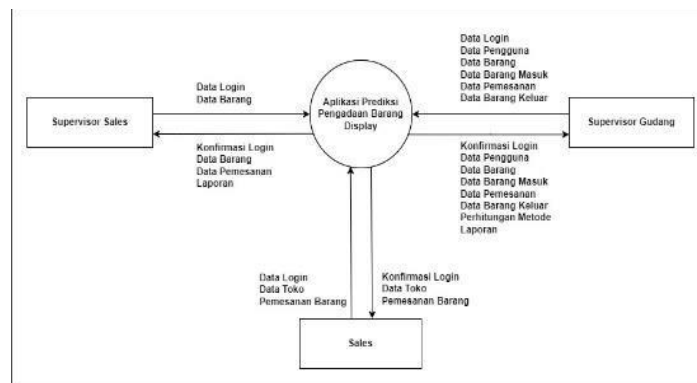 Data Login
Data Pengguna
Data Barang
Data Barang Masuk
Data Pemesanan
Data Barang Keluar
Data Login
Data Barang
Aplikasi Prediksi
Pengadaan Barang
Display
Supervisor Sales
Supervisor Gudang
Konfirmasi Login
Data Barang
Data Pemesanan
Laporan
Konfirmasi Login
Data Pengguna
Data Barang
Data Barang Masuk
Data Pemesanan
Data Barang Keluar
Perhitungan Metode
Laporan
Data Login
Data Toko
Pemesanan Barang
Konfirmasi Login
Data Toko
Pemesanan Barang
Sales